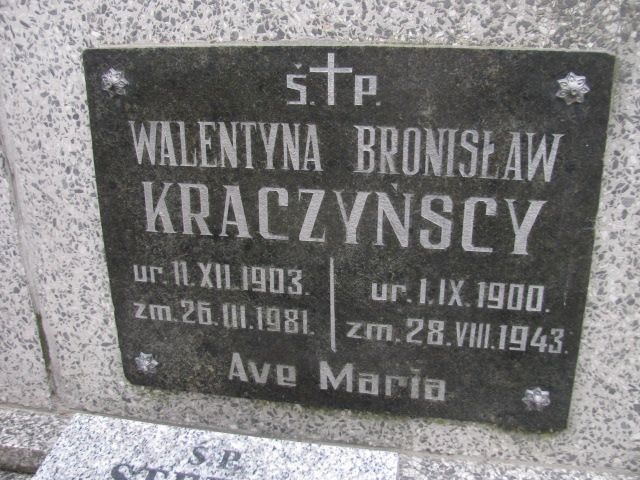 Ś.†P.
WALENTYNA BRONISŁAW
KRACZYŃSCY
ur. 11.XII.1903. ur. 1.IX.1900.
zm. 26.III.1981. zm. 28.VIII.1943.
Ave Maria
Ś.P.